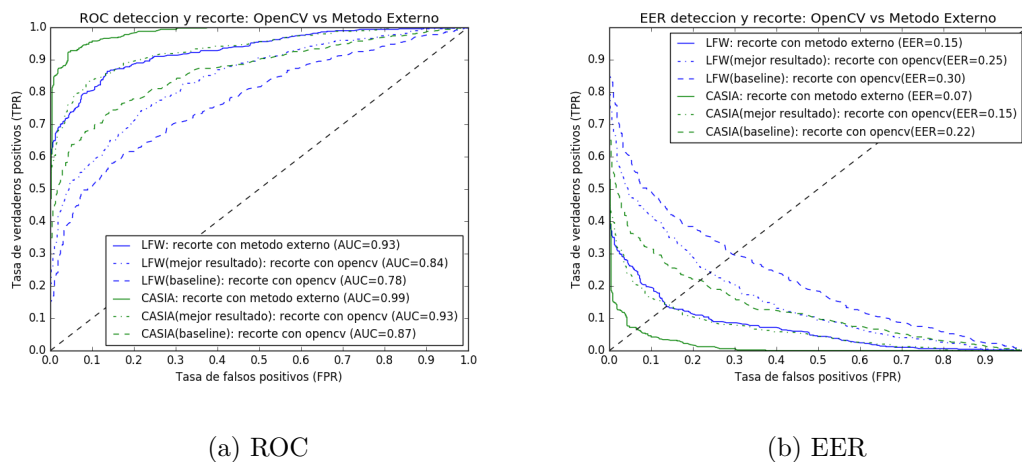 ROC deteccion y recorte: OpenCV vs Metodo Externo
1.0
0.9
0.8
0.7
0.6
0.5
0.4
0.3
0.2
0.1
0.0
Tasa de verdaderos positivos (TPR)
LFW: recorte con metodo externo (AUC=0.93)
LFW(mejor resultado): recorte con opencv (AUC=0.84)
LFW(baseline): recorte con opencv (AUC=0.78)
CASIA: recorte con metodo externo (AUC=0.99)
CASIA(mejor resultado): recorte con opencv (AUC=0.93)
CASIA(baseline): recorte con opencv (AUC=0.87)
0.0 0.1 0.2 0.3 0.4 0.5 0.6 0.7 0.8 0.9 1.0
Tasa de falsos positivos (FPR)
(a) ROC
EER deteccion y recorte: OpenCV vs Metodo Externo
1.0
0.9
0.8
0.7
0.6
0.5
0.4
0.3
0.2
0.1
0.0
Tasa de verdaderos positivos (TPR)
LFW: recorte con metodo externo (EER=0.15)
LFW(mejor resultado): recorte con opencv(EER=0.25)
LFW(baseline): recorte con opencv(EER=0.30)
CASIA: recorte con metodo externo (EER=0.07)
CASIA(mejor resultado): recorte con opencv(EER=0.15)
CASIA(baseline): recorte con opencv(EER=0.22)
0.0 0.1 0.2 0.3 0.4 0.5 0.6 0.7 0.8 0.9
Tasa de falsos positivos (FPR)
(b) EER